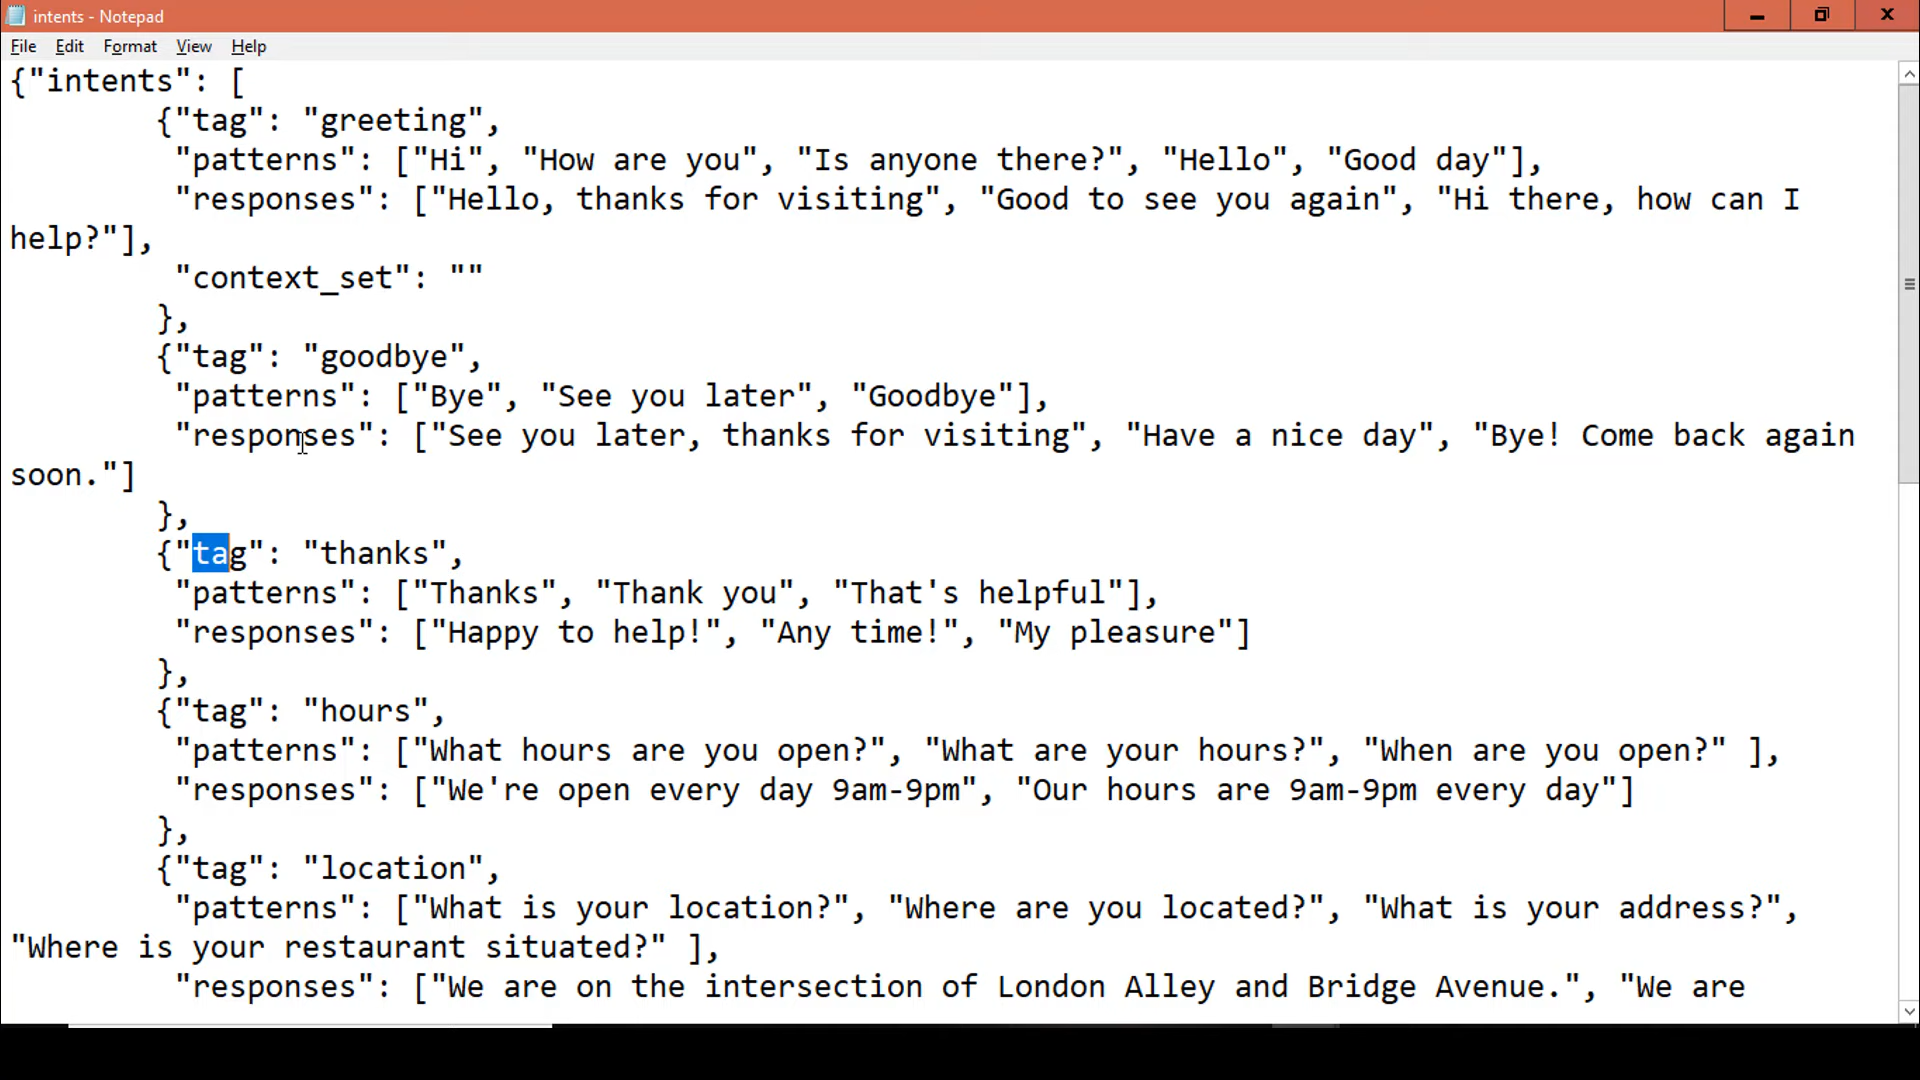 intents - Notepad
File Edit Format View Help
{"intents": [
{"tag": "greeting",
"patterns": ["Hi", "How are you", "Is anyone there?", "Hello", "Good day"],
"responses": ["Hello, thanks for visiting", "Good to see you again", "Hi there, how can I
help?"],
"context_set": ""
},
{"tag": "goodbye",
"patterns": ["Bye", "See you later", "Goodbye"],
"responses": ["See you later, thanks for visiting", "Have a nice day", "Bye! Come back again
soon."]
},
{"tag": "thanks",
"patterns": ["Thanks", "Thank you", "That's helpful"],
"responses": ["Happy to help!", "Any time!", "My pleasure"]
},
{"tag": "hours",
"patterns": ["What hours are you open?", "What are your hours?", "When are you open?" ],
"responses": ["We're open every day 9am-9pm", "Our hours are 9am-9pm every day"]
},
{"tag": "location",
"patterns": ["What is your location?", "Where are you located?", "What is your address?",
"Where is your restaurant situated?" ],
"responses": ["We are on the intersection of London Alley and Bridge Avenue.", "We are